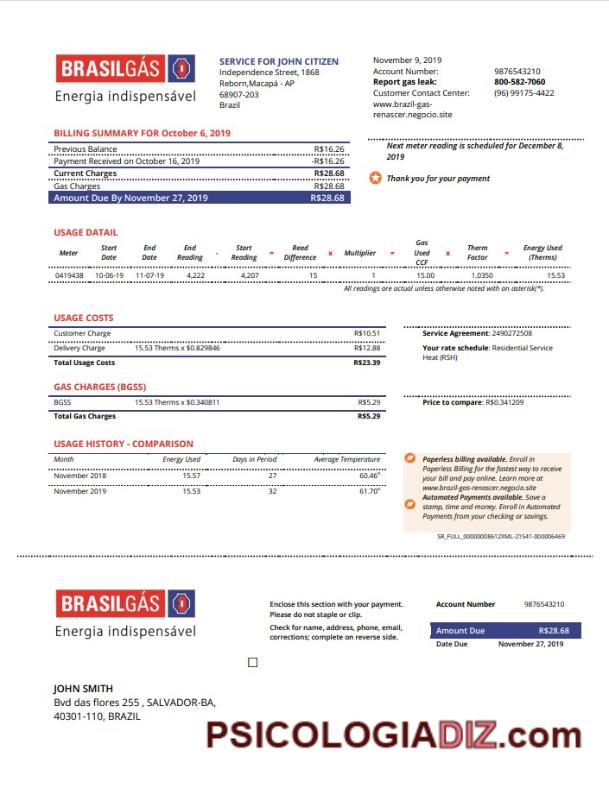 BRASILGÁS
Energia indispensável
SERVICE FOR JOHN CITIZEN
Independence Street, 1868
Reborn,Macapá - AP
68907-203
Brazil
November 9, 2019
Account Number: 9876543210
Report gas leak: 800-582-7060
Customer Contact Center: (96) 99175-4422
www.brazil-gas-
renascer.negocio.site
BILLING SUMMARY FOR October 6, 2019
Previous Balance R$16.26
Payment Received on October 16, 2019 -R$16.26
Current Charges R$28.68
Gas Charges R$28.68
Amount Due By November 27, 2019 R$28.68
Next meter reading is scheduled for December 8,
2019
Thank you for your payment
USAGE DATAIL
Meter Start Date End Date End Reading - Start Reading = Read Difference x Multiplier = Gas Used CCF x Therm Factor = Energy Used (Therms)
0419438 10-06-19 11-07-19 4,222 4,207 15 1 15.00 1.0350 15.53
All readings are actual unless otherwise noted with an asterisk(*).
USAGE COSTS
Customer Charge R$10.51
Delivery Charge 15.53 Therms x $0.829846 R$12.88
Total Usage Costs R$23.39
Service Agreement: 2490272508
Your rate schedule: Residential Service
Heat (RSH)
GAS CHARGES (BGSS)
BGSS 15.53 Therms x $0.340811 R$5.29
Total Gas Charges R$5.29
Price to compare: R$0.341209
USAGE HISTORY - COMPARISON
Month Energy Used Days in Period Average Temperature
November 2018 15.57 27 60.46°
November 2019 15.53 32 61.70°
Paperless billing available. Enroll in
Paperless Billing for the fastest way to receive
your bill and pay online. Learn more at
www.brazil-gas-renascer.negocio.site
Automated Payments available. Save a
stamp, time and money. Enroll in Automated
Payments from your checking or savings.
SR_FULL_00000008612XML-21541-000006469
BRASILGÁS
Energia indispensável
Enclose this section with your payment.
Please do not staple or clip.
Check for name, address, phone, email,
corrections; complete on reverse side.
Account Number 9876543210
Amount Due R$28.68
Date Due November 27, 2019
JOHN SMITH
Bvd das flores 255 , SALVADOR-BA,
40301-110, BRAZIL
PSICOLOGIADIZ.com